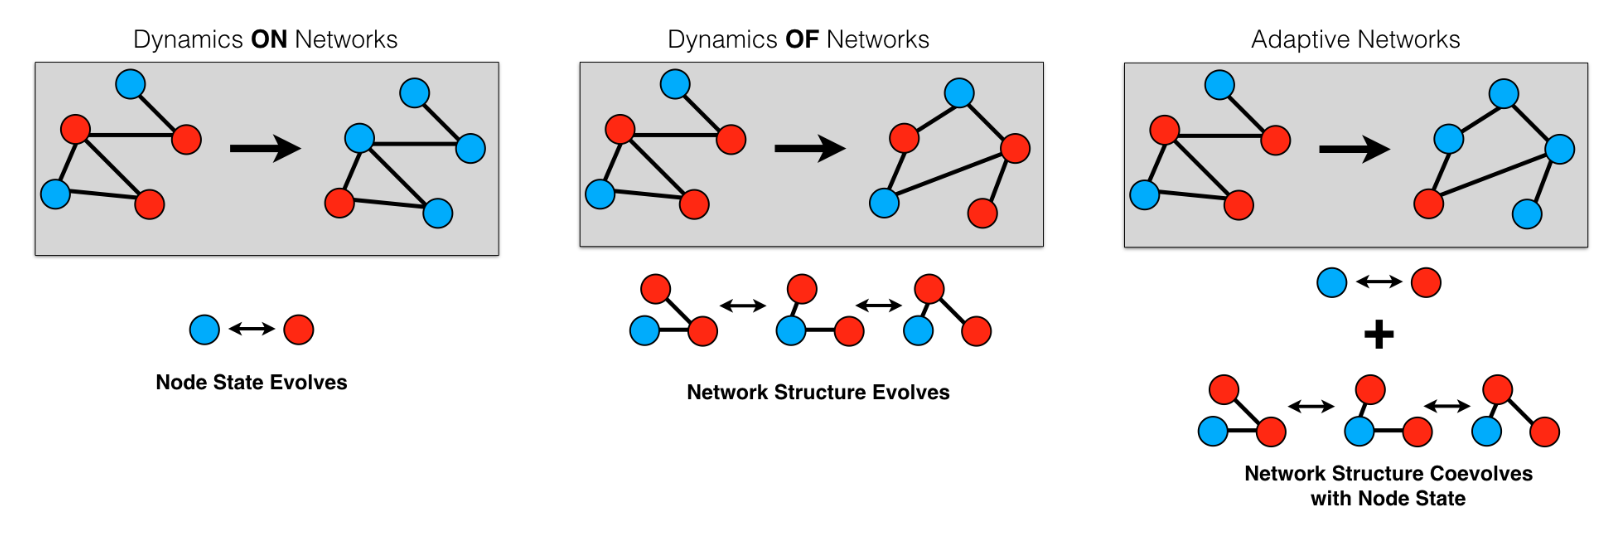 Dynamics ON Networks
Node State Evolves
Dynamics OF Networks
Network Structure Evolves
Adaptive Networks
+
Network Structure Coevolves
with Node State